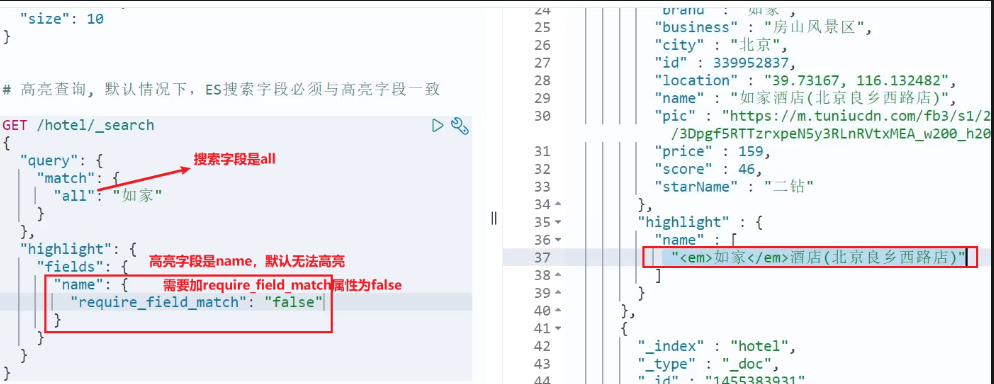 "size": 10
}
# 高亮查询, 默认情况下，ES搜索字段必须与高亮字段一致
GET /hotel/_search
{
"query": {
"match": {
"all": "如家"
}
},
"highlight": {
"fields": {
"name": {
"require_field_match": "false"
}
}
}
}
搜索字段是all
高亮字段是name，默认无法高亮
需要加require_field_match属性为false
24 "brand" : "如家",
25 "business" : "房山风景区",
26 "city" : "北京",
27 "id" : 339952837,
28 "location" : "39.73167, 116.132482",
29 "name" : "如家酒店(北京良乡西路店)",
30 "pic" : "https://m.tuniucdn.com/fb3/s1/2
/3Dpgf5RTTzrxpeN5y3RLnRVtxMEA_w200_h20
31 "price" : 159,
32 "score" : 46,
33 "starName" : "二钻"
34 },
35 "highlight" : {
36 "name" : [
37 "<em>如家</em>酒店(北京良乡西路店)"
38 ]
39 }
40 },
41 {
42 "_index" : "hotel",
43 "_type" : "_doc",
44 "_id" : "1455383931"